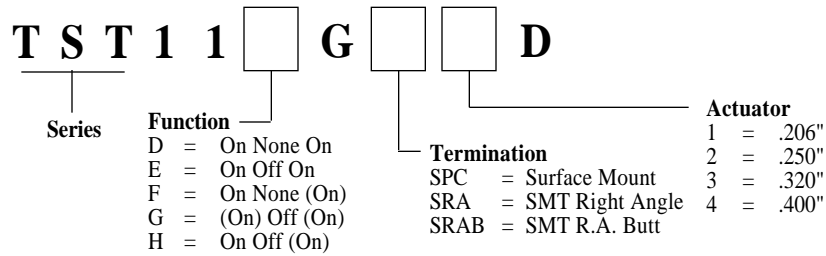 T S T 1 1 G D
Series
Function
D = On None On
E = On Off On
F = On None (On)
G = (On) Off (On)
H = On Off (On)
Termination
SPC = Surface Mount
SRA = SMT Right Angle
SRAB = SMT R.A. Butt
Actuator
1 = .206"
2 = .250"
3 = .320"
4 = .400"